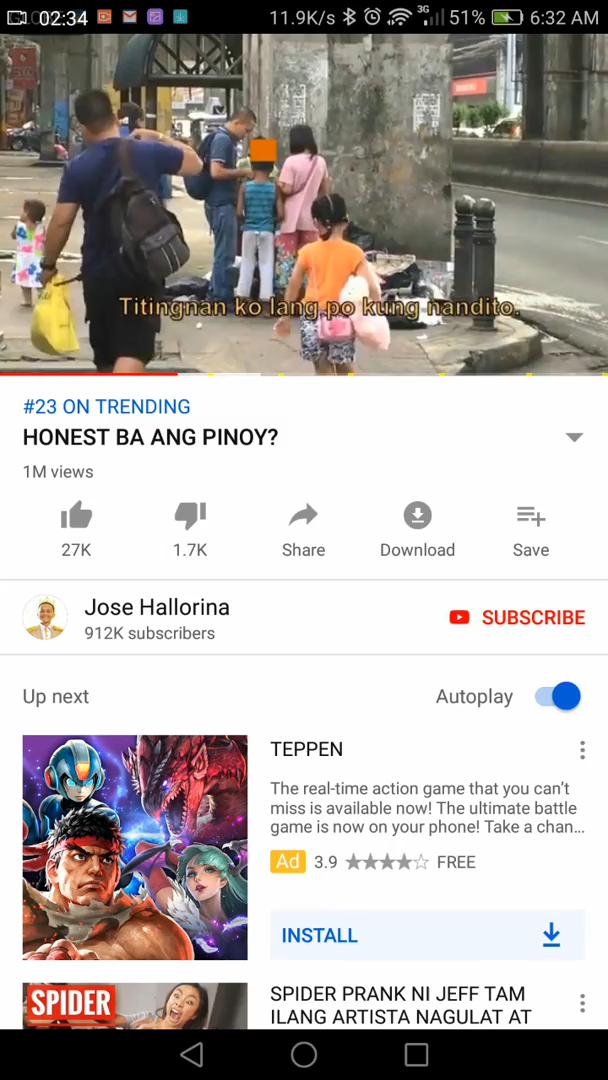 02:34
11.9K/s 3G 51% 6:32 AM
Titingnan ko lang po kung nandito.
#23 ON TRENDING
HONEST BA ANG PINOY?
1M views
27K
1.7K
Share
Download
Save
Jose Hallorina
912K subscribers
SUBSCRIBE
Up next
Autoplay
TEPPEN
The real-time action game that you can't
miss is available now! The ultimate battle
game is now on your phone! Take a chan...
Ad 3.9 FREE
INSTALL
SPIDER
SPIDER PRANK NI JEFF TAM
ILANG ARTISTA NAGULAT AT